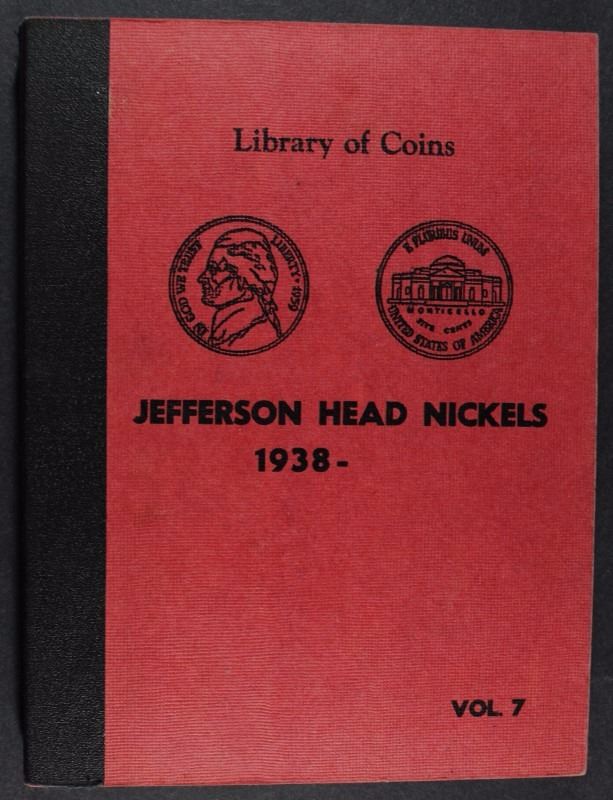 Library of Coins
IN GOD WE TRUST
LIBERTY · 1939
E PLURIBUS UNUM
MONTICELLO
FIVE CENTS
UNITED STATES OF AMERICA
JEFFERSON HEAD NICKELS
1938 -
VOL. 7